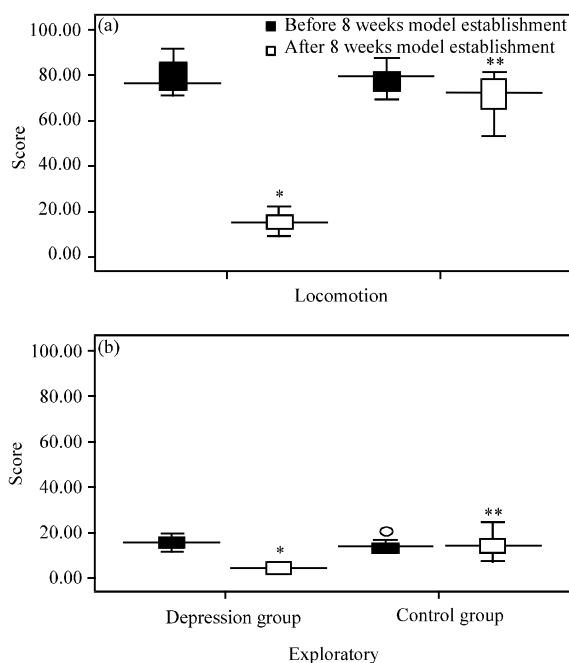 (a)
■ Before 8 weeks model establishment
□ After 8 weeks model establishment
100.00
80.00
60.00
40.00
20.00
0.00
Score
*
**
Locomotion
(b)
100.00
80.00
60.00
40.00
20.00
0.00
Score
*
**
Depression group
Control group
Exploratory